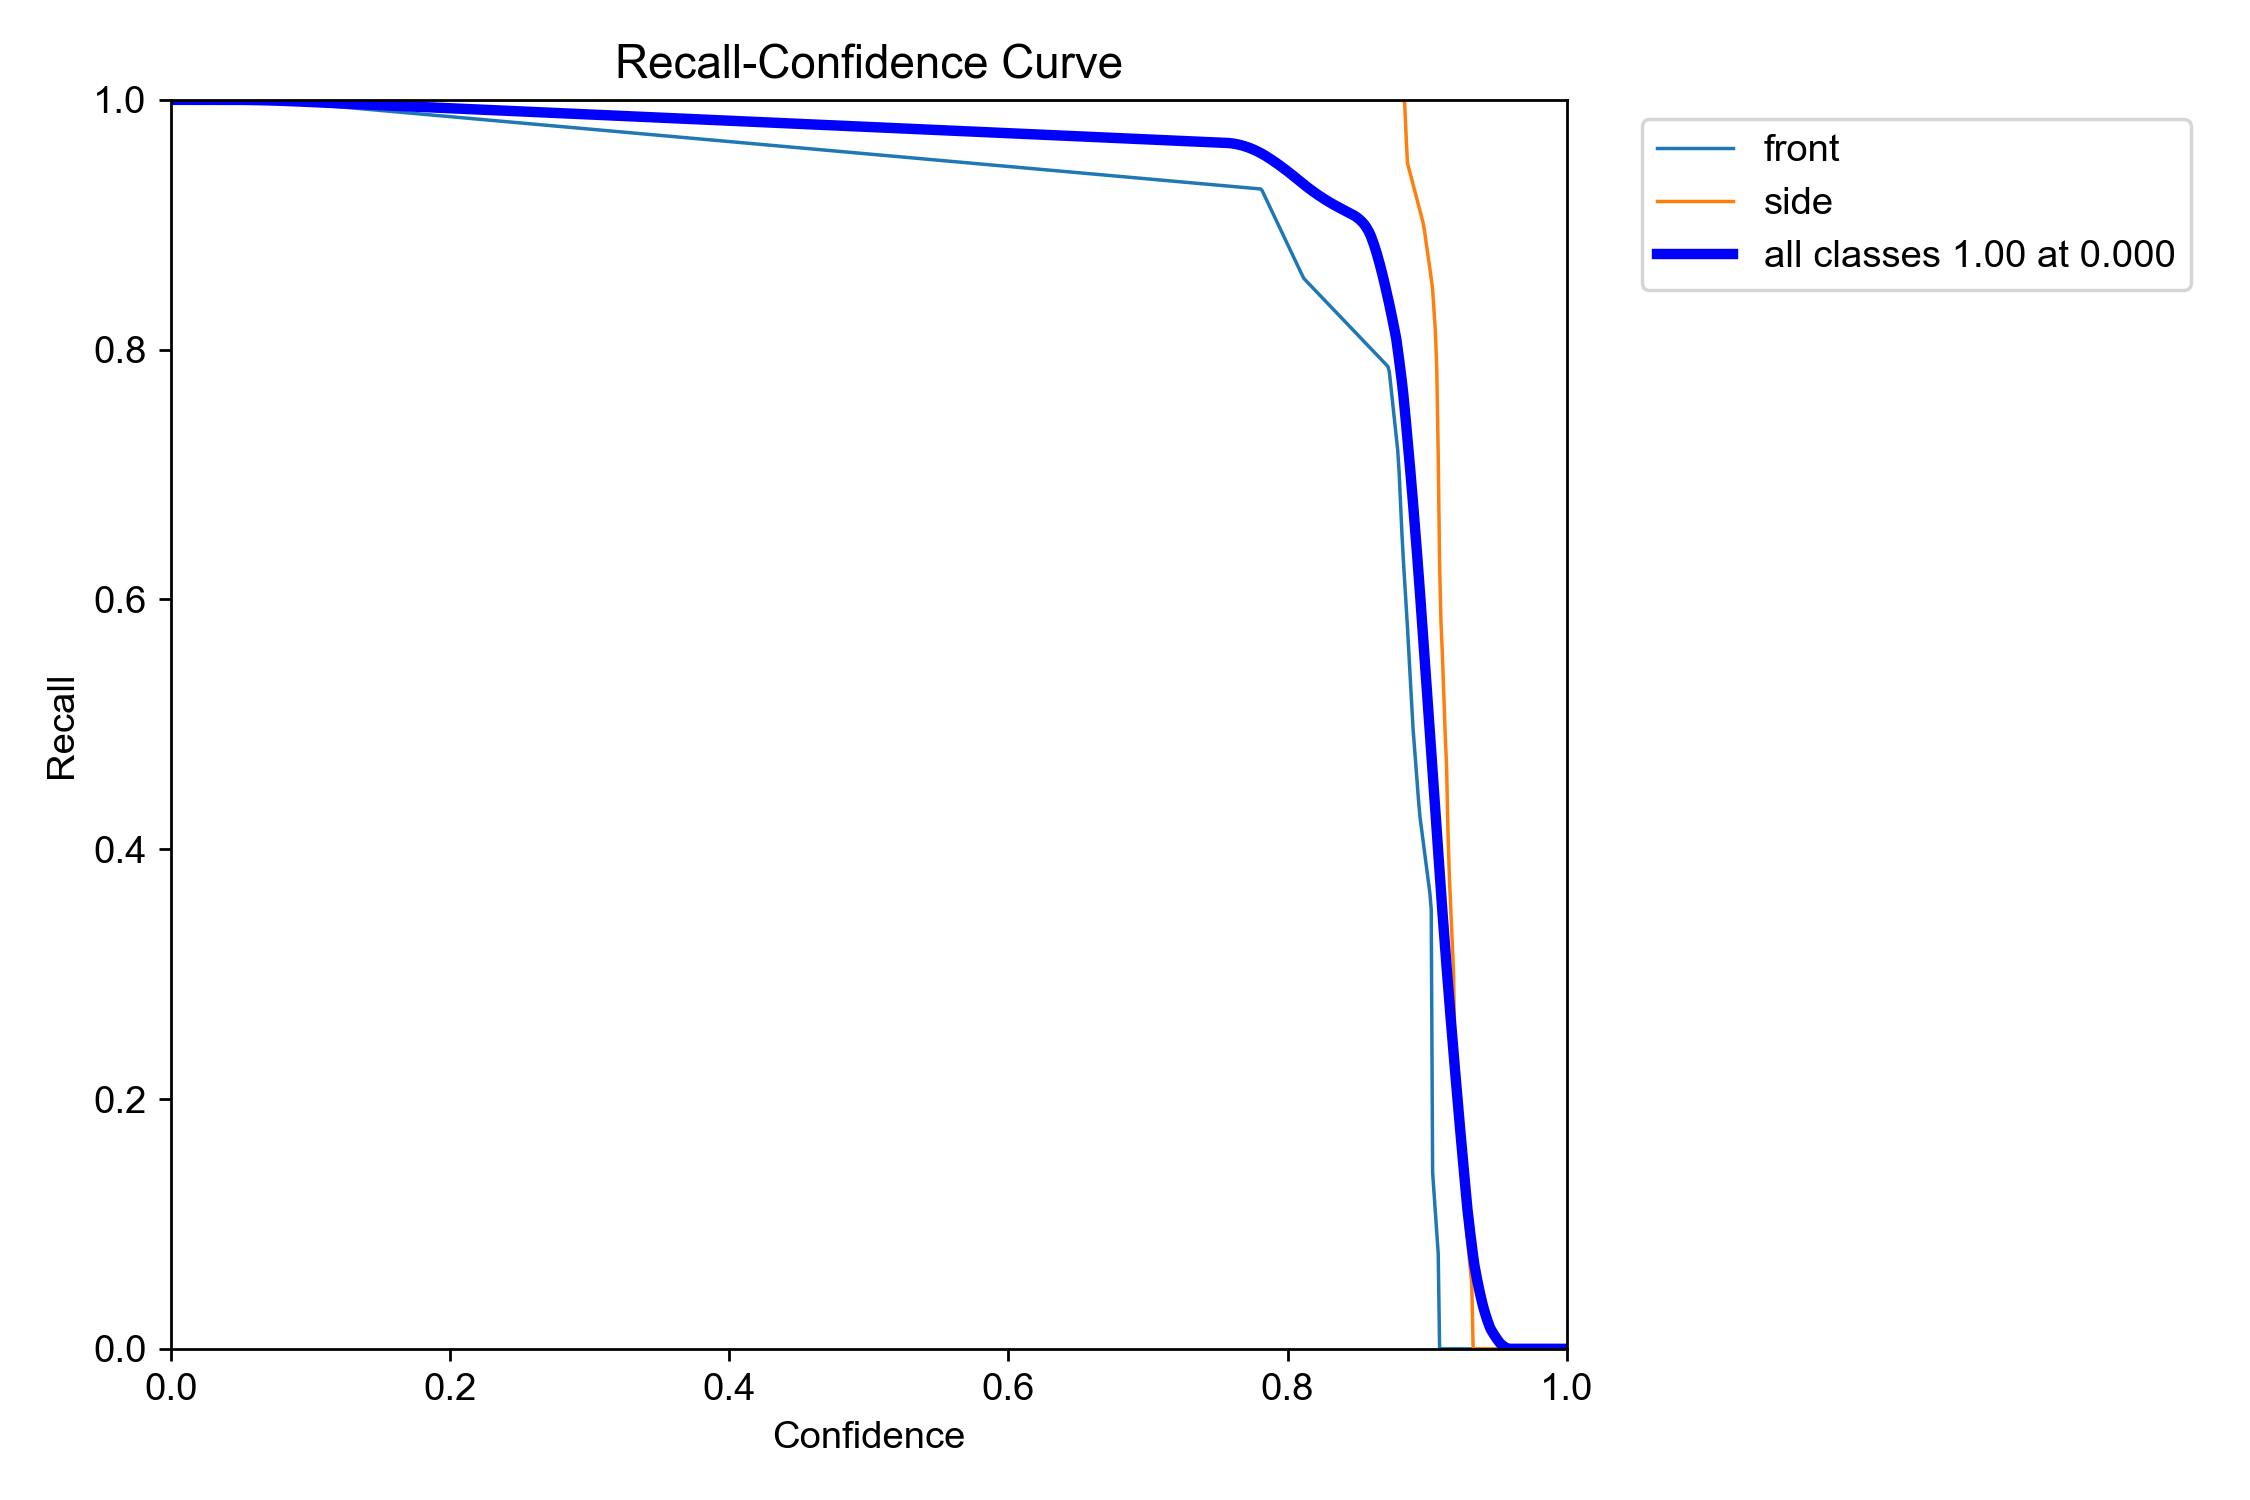 Recall-Confidence Curve
1.0
0.8
0.6
0.4
0.2
0.0
Recall
0.0 0.2 0.4 0.6 0.8 1.0
Confidence
front
side
all classes 1.00 at 0.000